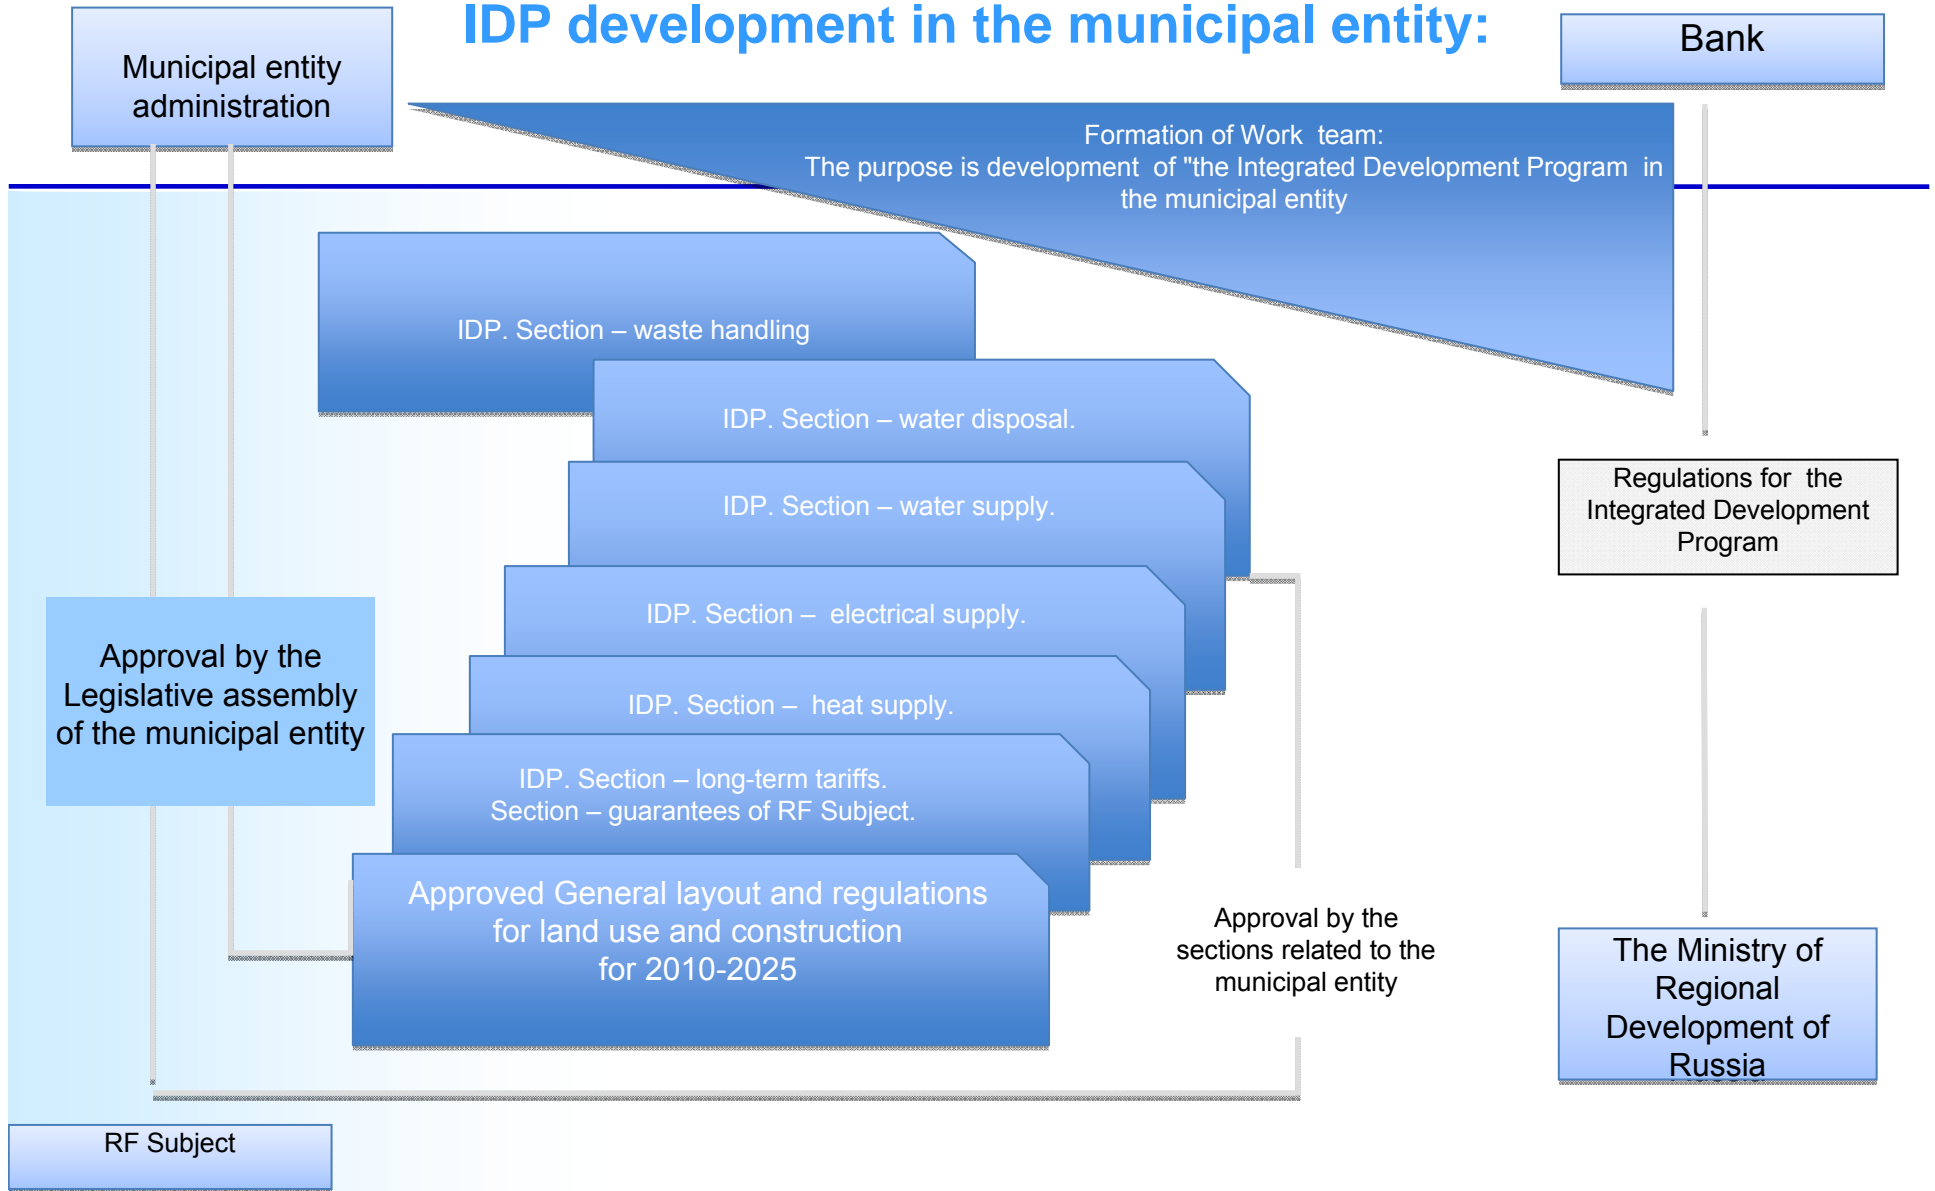 IDP development in the municipal entity:
Municipal entity
administration
Bank
Formation of Work team:
The purpose is development of "the Integrated Development Program in
the municipal entity
IDP. Section – waste handling
IDP. Section – water disposal.
IDP. Section – water supply.
IDP. Section – electrical supply.
IDP. Section – heat supply.
IDP. Section – long-term tariffs.
Section – guarantees of RF Subject.
Approved General layout and regulations
for land use and construction
for 2010-2025
Approval by the
Legislative assembly
of the municipal entity
Regulations for the
Integrated Development
Program
Approval by the
sections related to the
municipal entity
The Ministry of
Regional
Development of
Russia
RF Subject